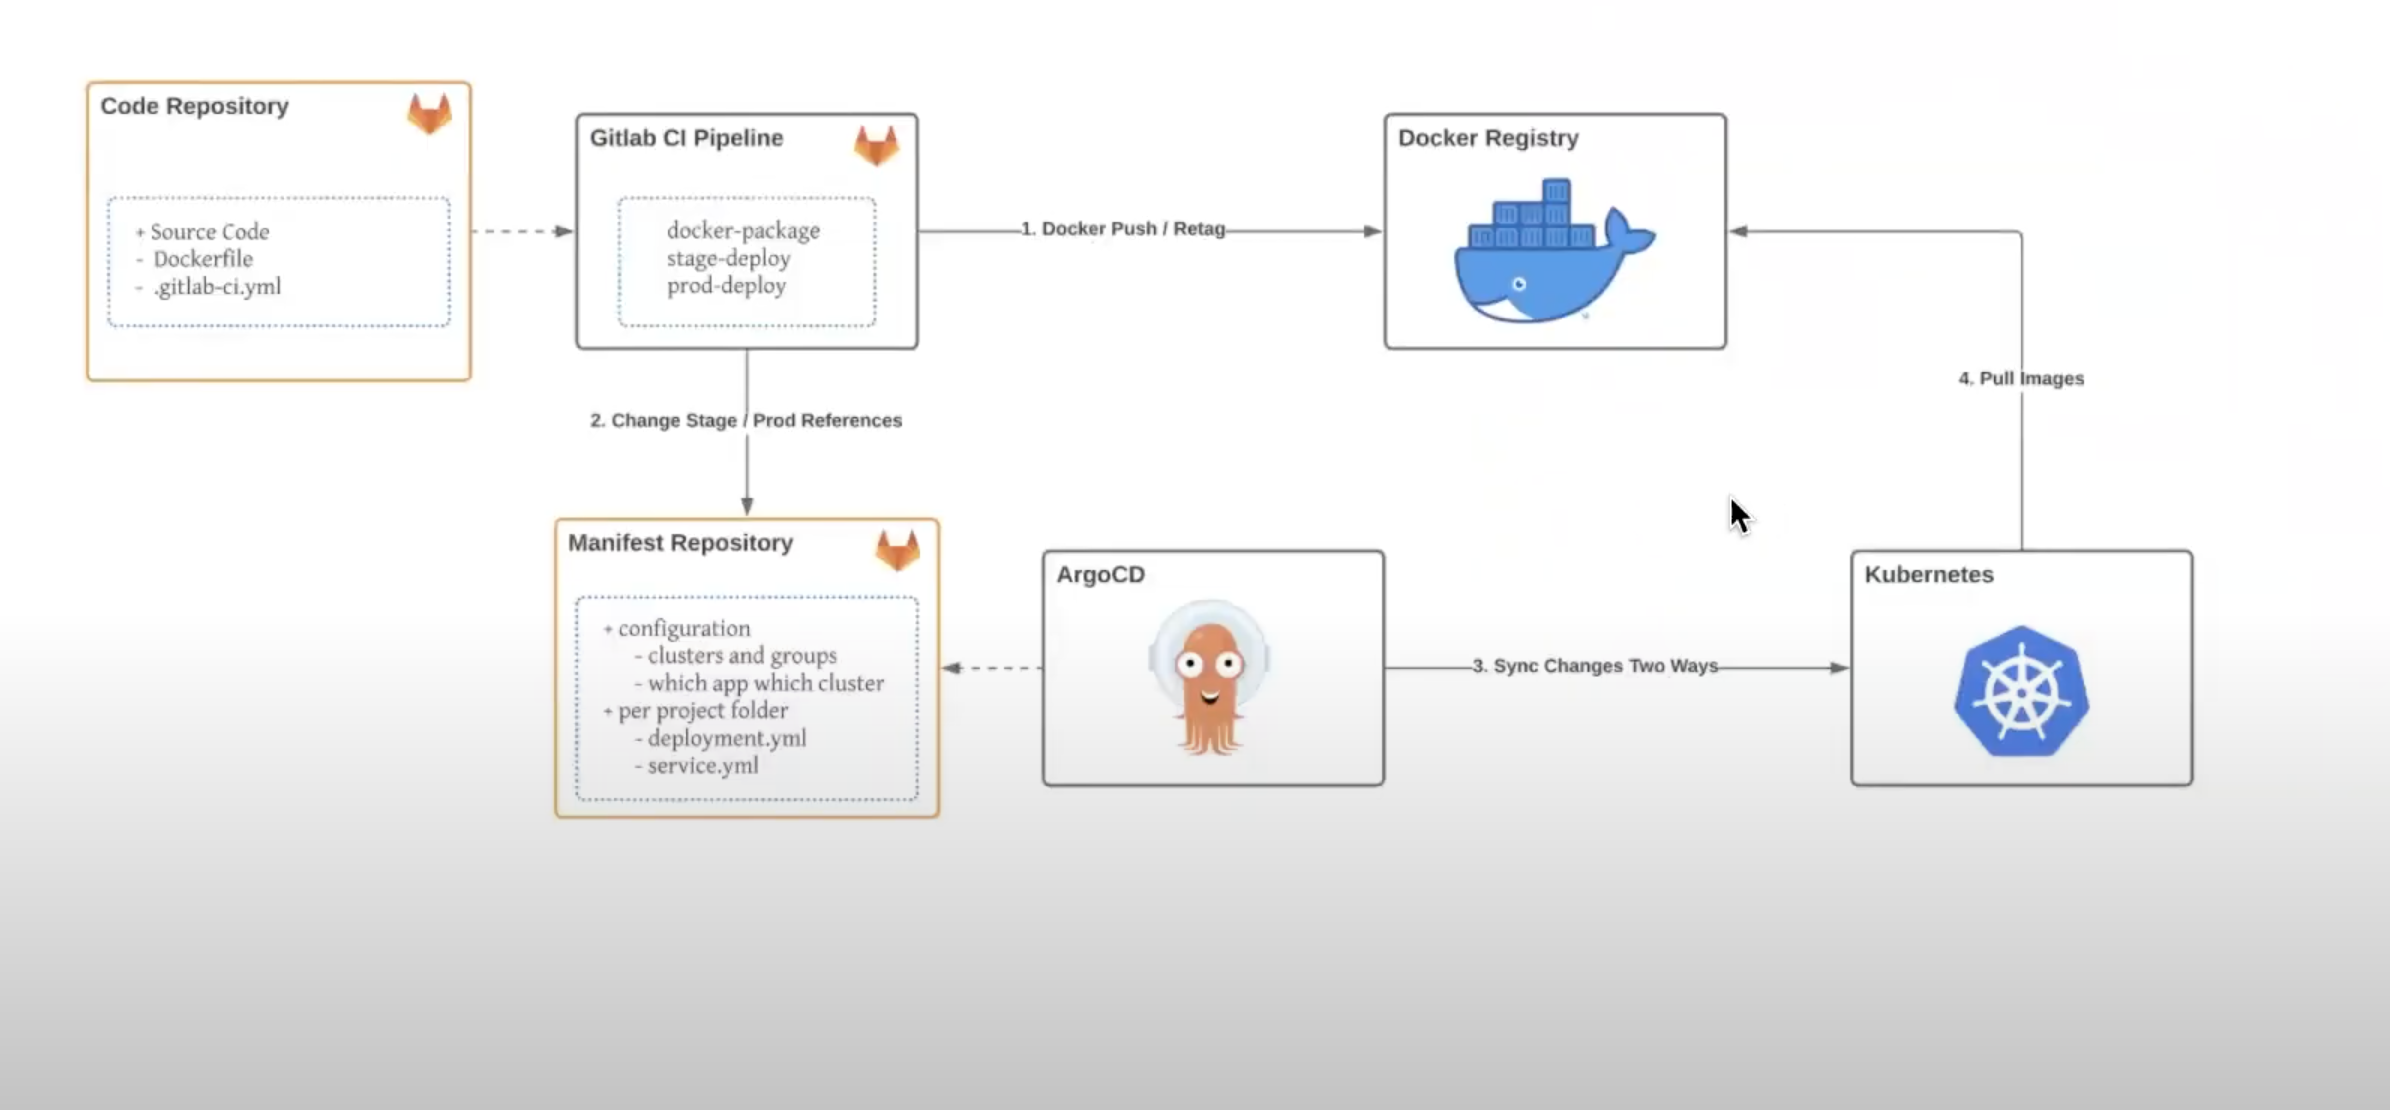 Code Repository
+ Source Code
- Dockerfile
- .gitlab-ci.yml
Gitlab CI Pipeline
docker-package
stage-deploy
prod-deploy
1. Docker Push / Retag
Docker Registry
2. Change Stage / Prod References
4. Pull Images
Manifest Repository
+ configuration
- clusters and groups
- which app which cluster
+ per project folder
- deployment.yml
- service.yml
ArgoCD
3. Sync Changes Two Ways
Kubernetes